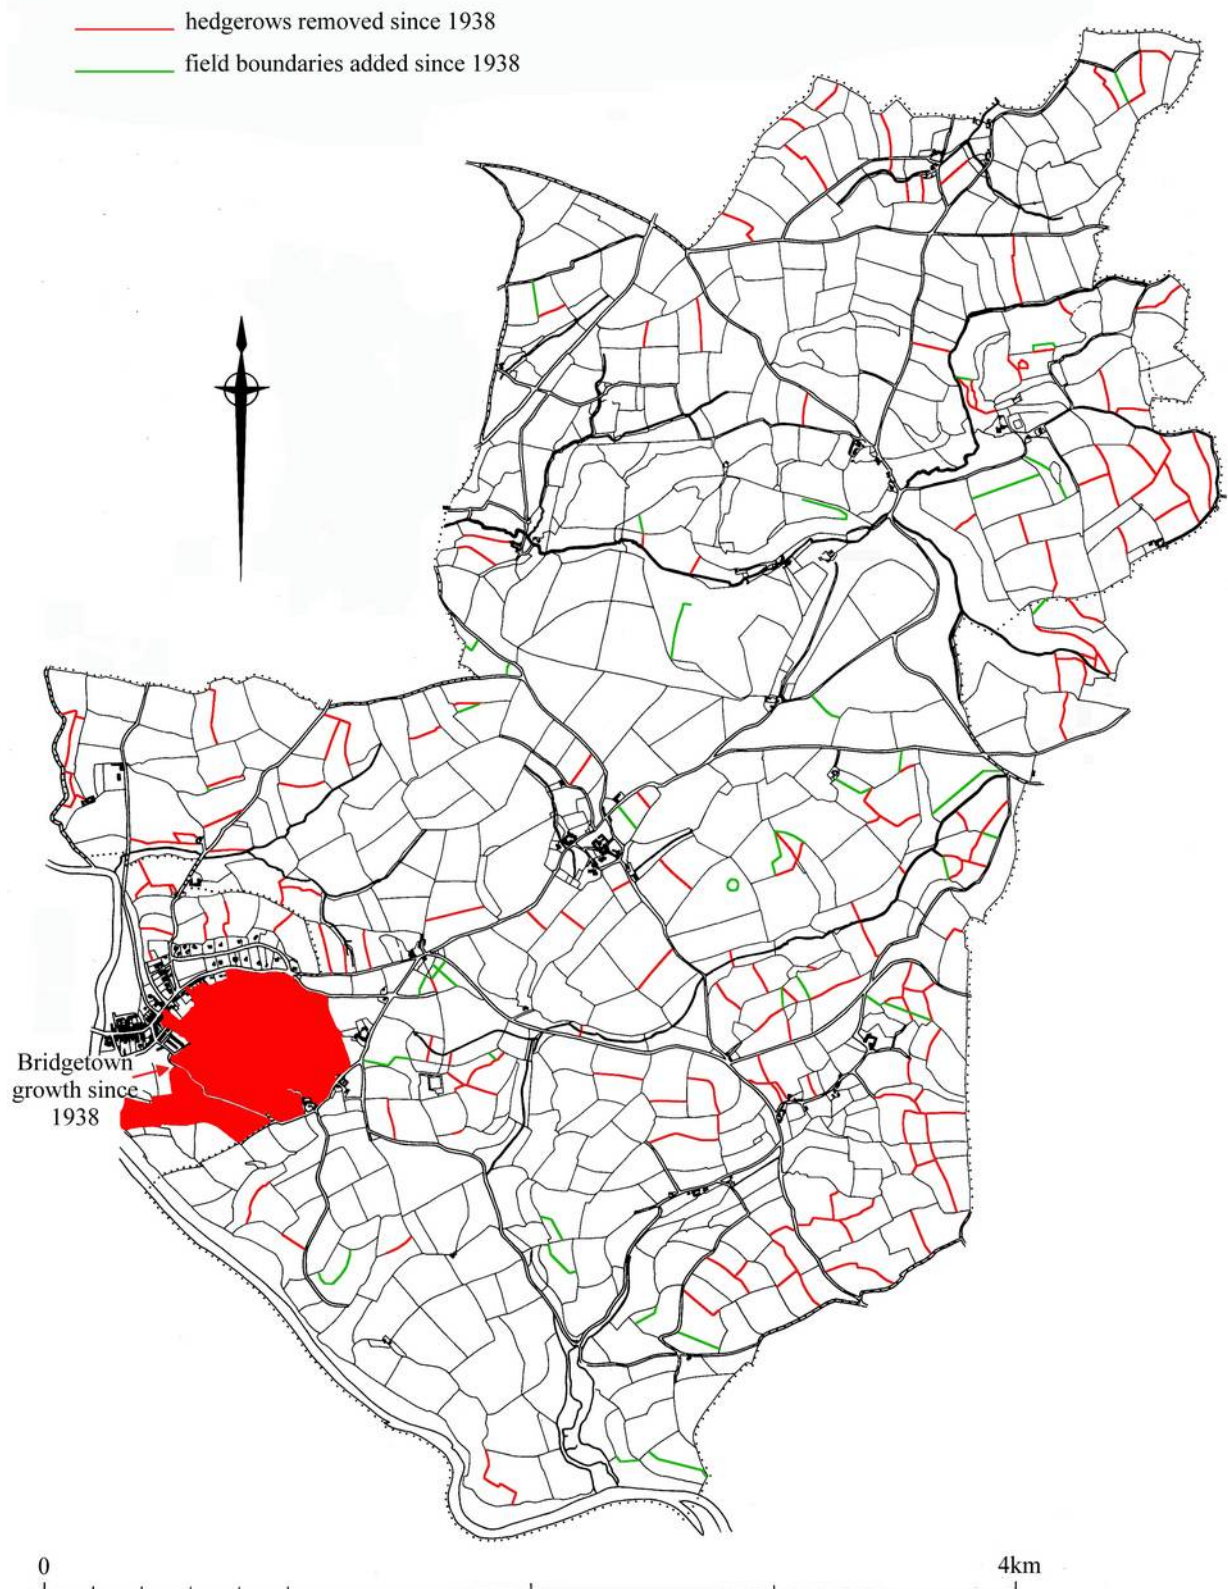 hedgerows removed since 1938
field boundaries added since 1938
Bridgetown
growth since
1938
0
4km